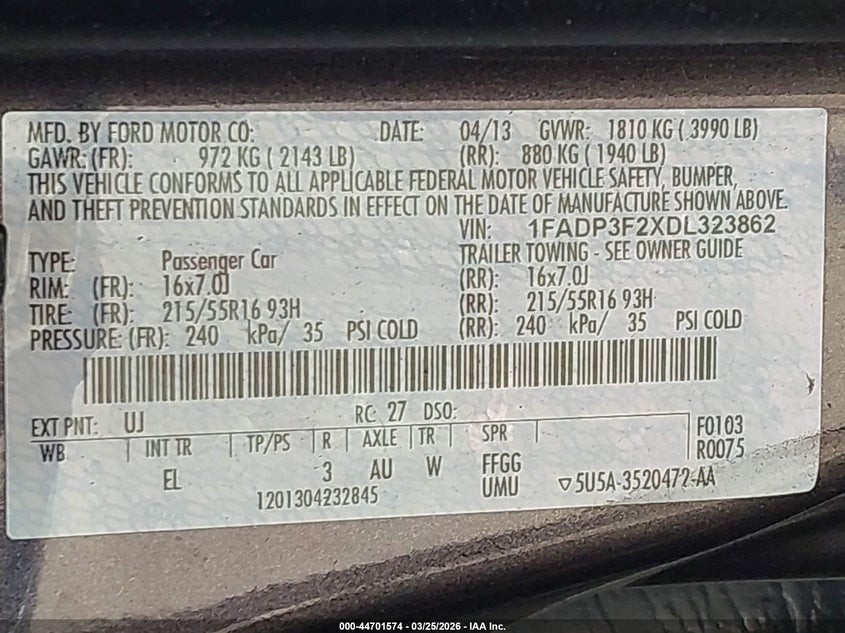 MFD. BY FORD MOTOR CO: DATE: 04/13 GVWR: 1810 KG ( 3990 LB)
GAWR: (FR): 972 KG ( 2143 LB) (RR): 880 KG ( 1940 LB)
THIS VEHICLE CONFORMS TO ALL APPLICABLE FEDERAL MOTOR VEHICLE SAFETY, BUMPER,
AND THEFT PREVENTION STANDARDS IN EFFECT ON THE DATE OF MANUFACTURE SHOWN ABOVE.
VIN: 1FADP3F2XDL323862
TYPE: Passenger Car TRAILER TOWING - SEE OWNER GUIDE
RIM: (FR): 16x7.0J (RR): 16x7.0J
TIRE: (FR): 215/55R16 93H (RR): 215/55R16 93H
PRESSURE: (FR): 240 kPa/ 35 PSI COLD (RR): 240 kPa/ 35 PSI COLD
EXT PNT: UJ RC: 27 DSO: F0103
WB INT TR TP/PS R AXLE TR SPR R0075
EL 3 AU W FFGG
1201304232845 UMU ▽5U5A-3520472-AA
000-44701574 - 03/25/2026 - IAA Inc.